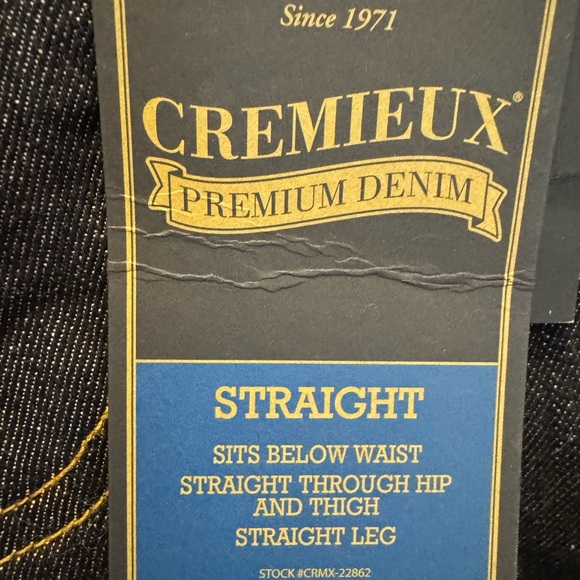 Since 1971
CREMIEUX®
PREMIUM DENIM
STRAIGHT
SITS BELOW WAIST
STRAIGHT THROUGH HIP
AND THIGH
STRAIGHT LEG
STOCK #CRMX-22862